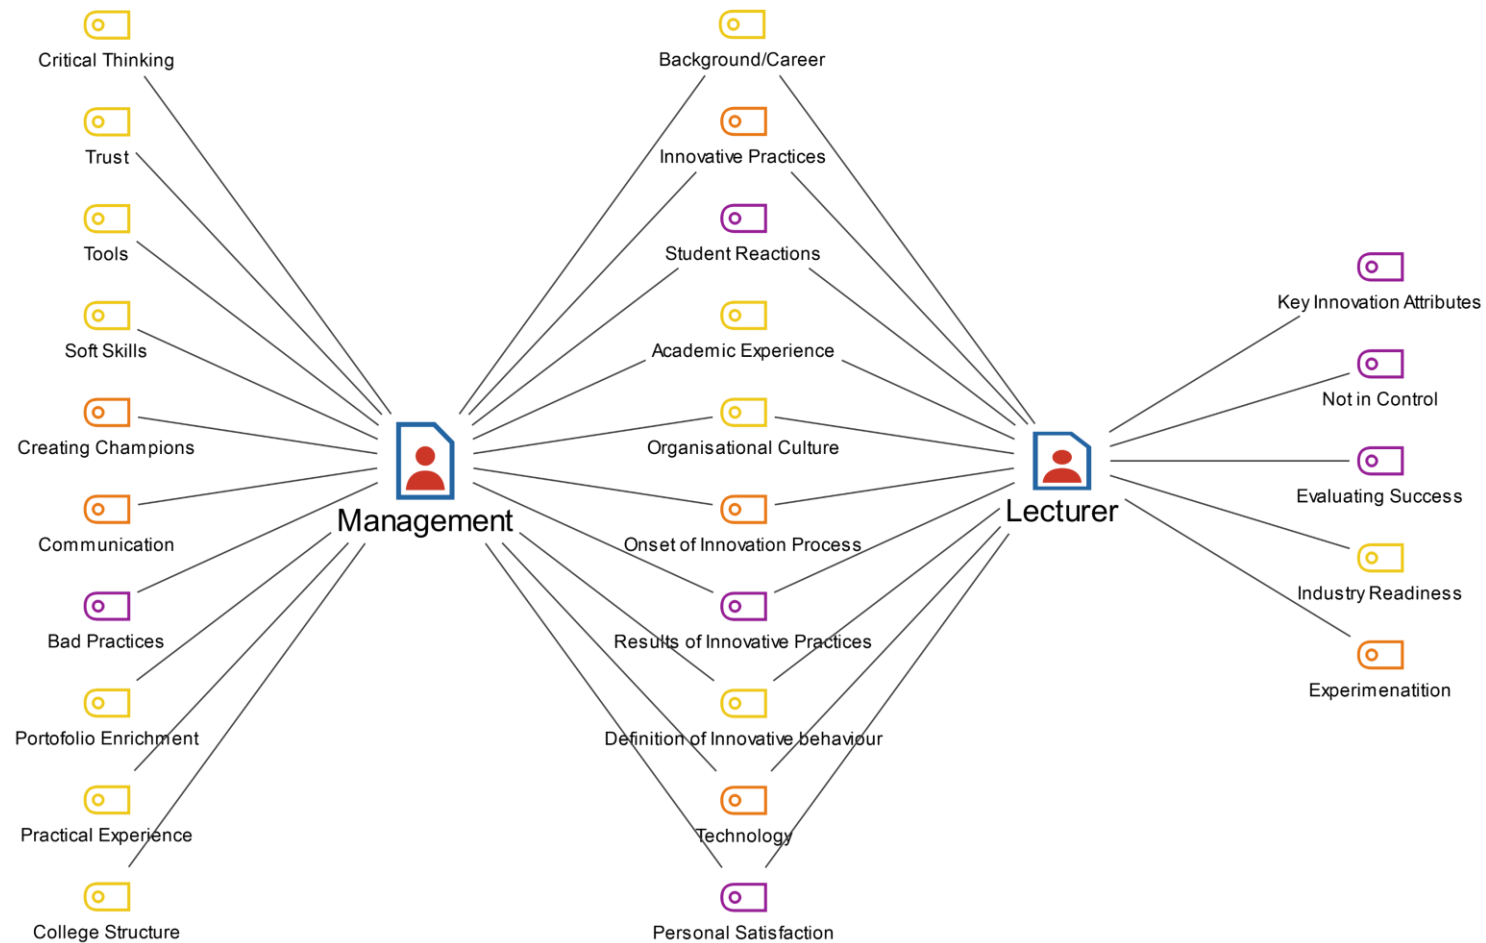 Critical Thinking
Trust
Tools
Soft Skills
Creating Champions
Communication
Bad Practices
Portofolio Enrichment
Practical Experience
College Structure
Management
Background/Career
Innovative Practices
Student Reactions
Academic Experience
Organisational Culture
Onset of Innovation Process
Results of Innovative Practices
Definition of Innovative behaviour
Technology
Personal Satisfaction
Lecturer
Key Innovation Attributes
Not in Control
Evaluating Success
Industry Readiness
Experimenatition